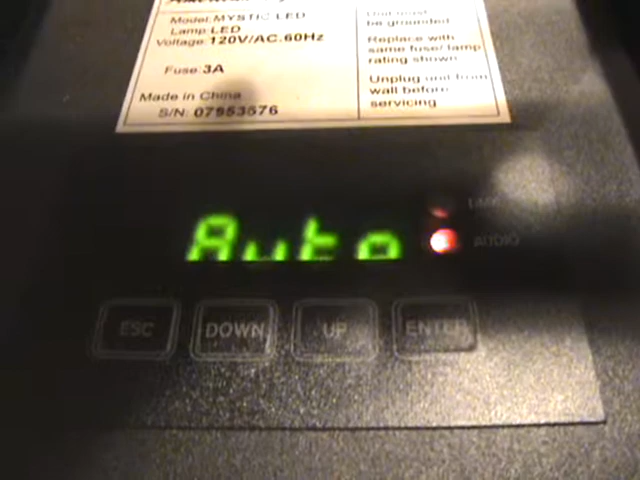 Model:MYSTIC LED
Lamp:LED
Voltage:120V/AC.60Hz
Fuse:3A
Made in China
S/N: 07953576
be grounded
Replace with
same fuse/lamp
rating shown
Unplug unit from
wall before
servicing
Auto
AUDIO
ESC
DOWN
UP
ENTER